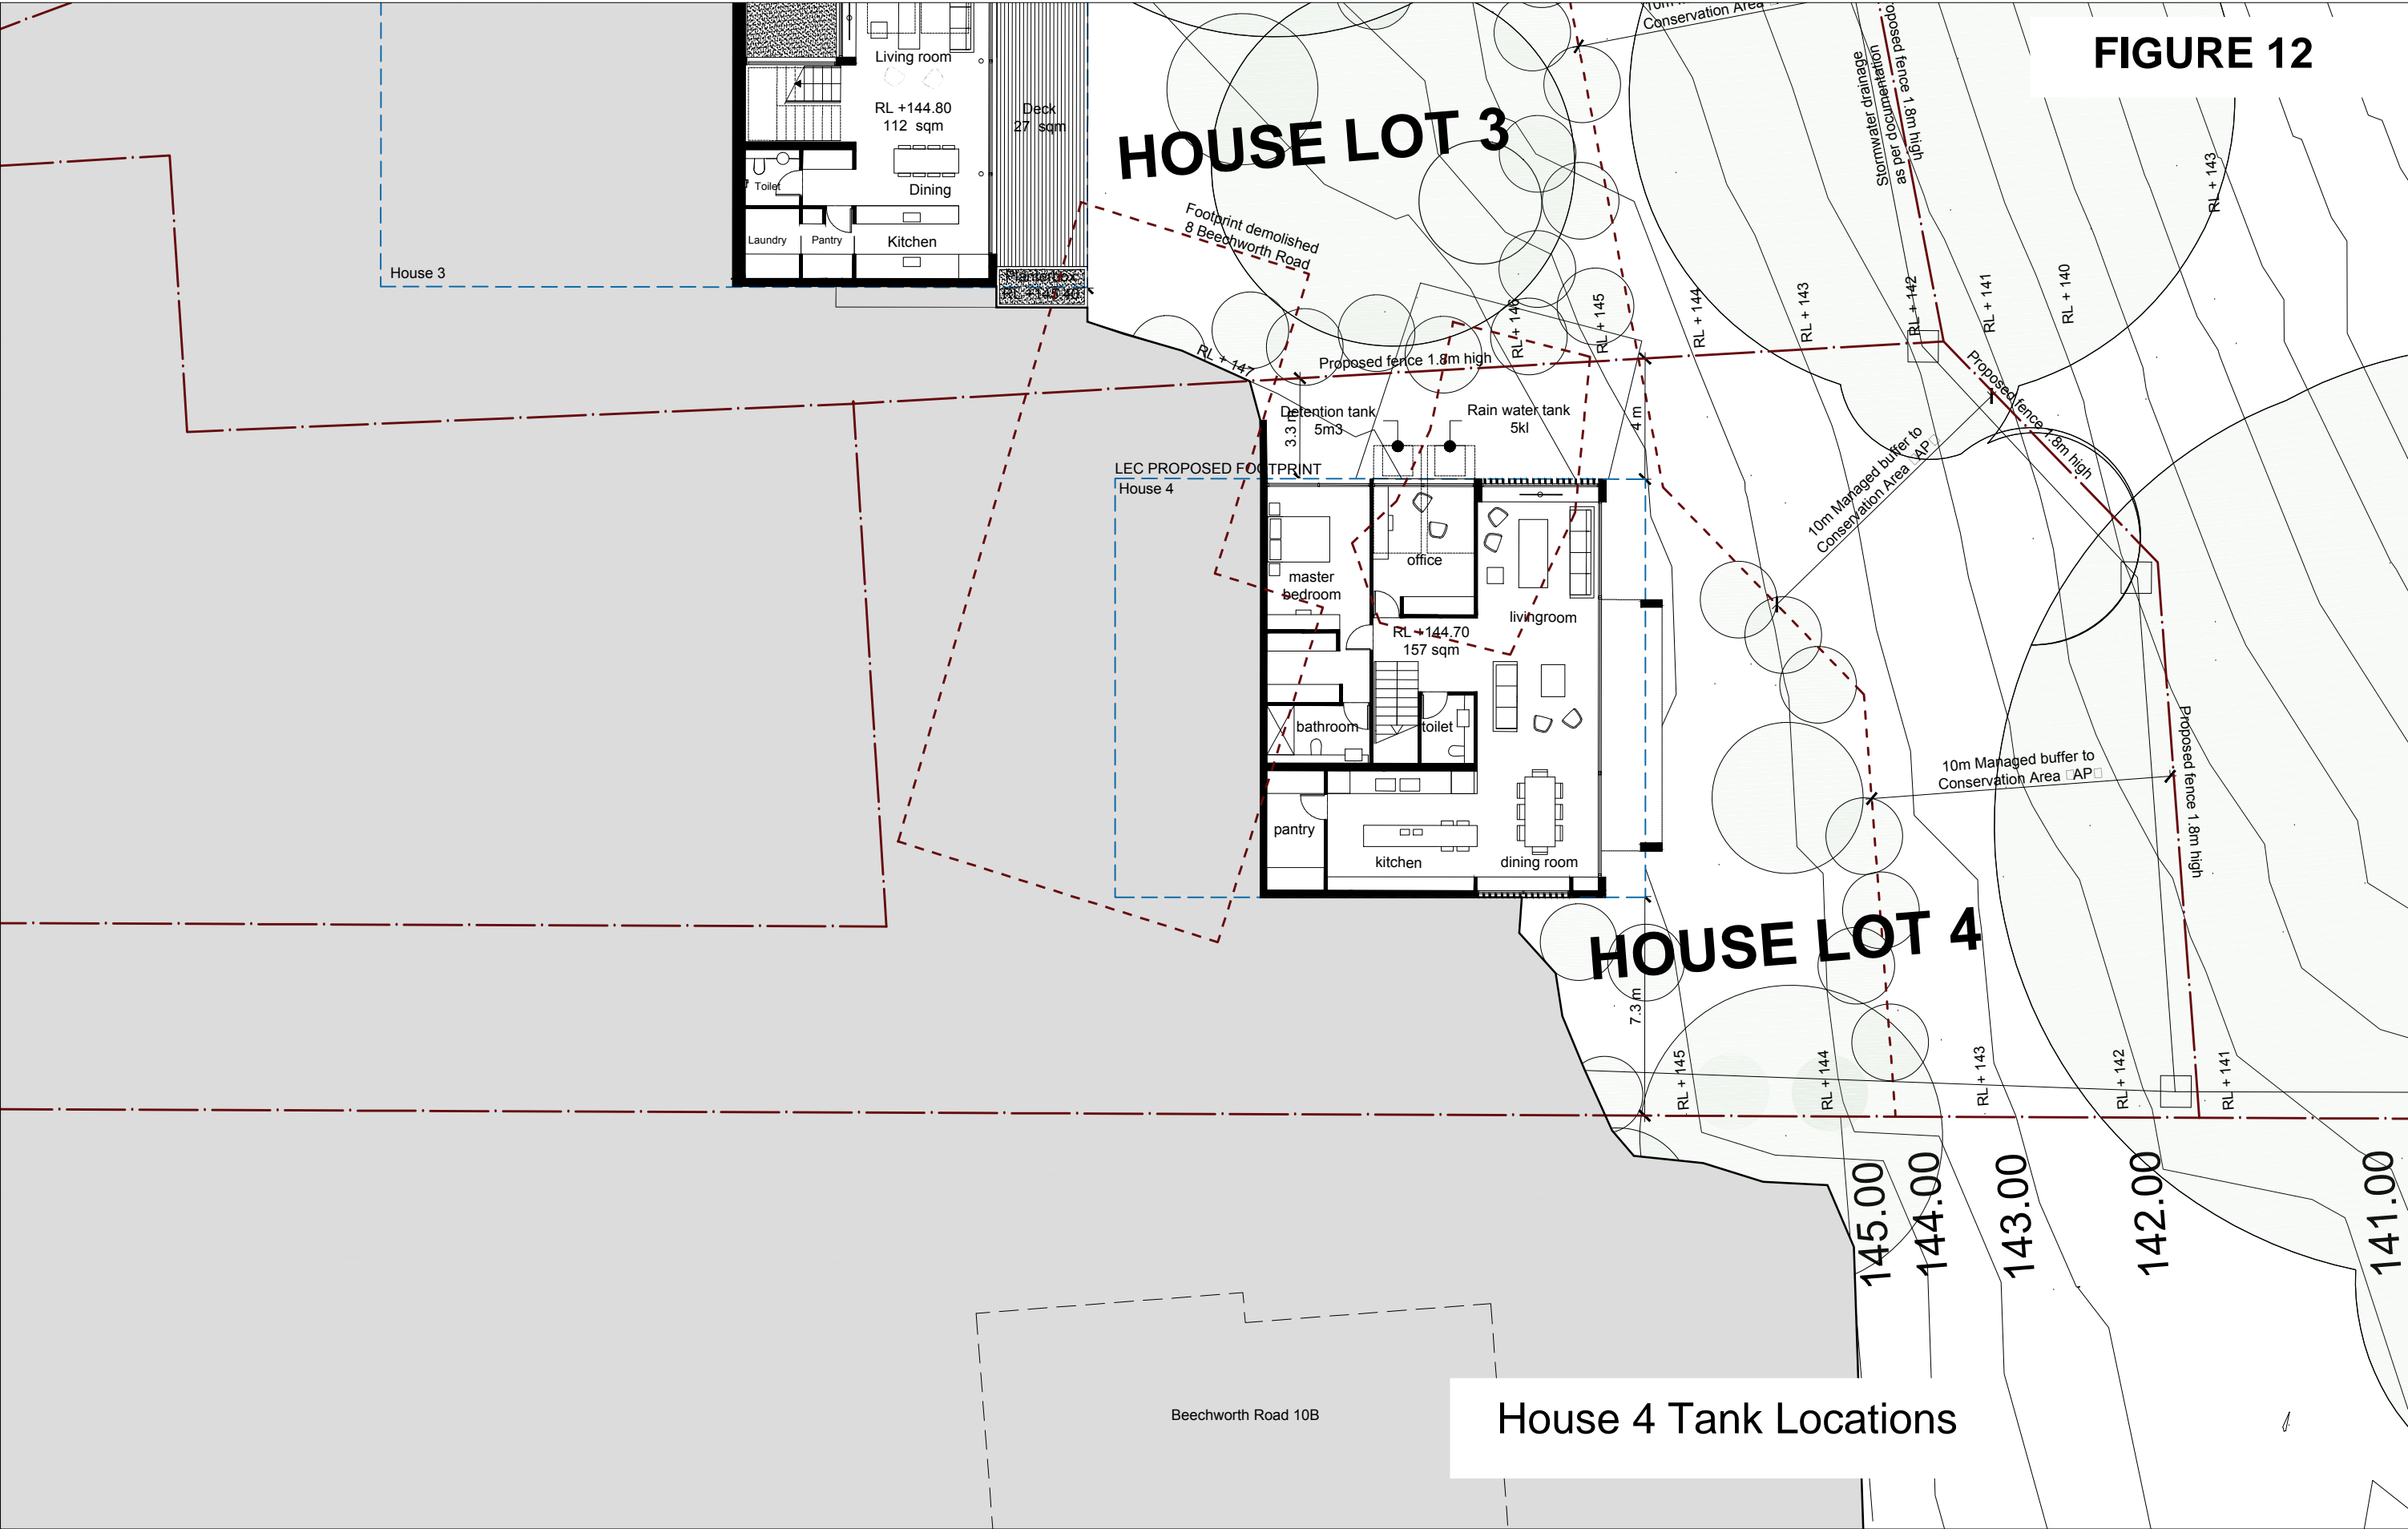 FIGURE 12
Conservation Area
Proposed fence 1.8m high
Stormwater drainage
as per documentation
RL + 143
Living room
RL +144.80
112 sqm
Deck
27 sqm
HOUSE LOT 3
Toilet
Dining
Laundry
Pantry
Kitchen
House 3
Planterbox
Footprint demolished
8 Beechworth Road
RL + 147
RL + 146
RL + 145
RL + 144
RL + 143
RL + 142
RL + 141
RL + 140
Proposed fence 1.8m high
Proposed fence 1.8m high
Detention tank
5m3
Rain water tank
5kl
3.3 m
4 m
10m Managed buffer to
Conservation Area AP
LEC PROPOSED FOOTPRINT
House 4
master
bedroom
office
livingroom
RL +144.70
157 sqm
bathroom
toilet
pantry
kitchen
dining room
10m Managed buffer to
Conservation Area AP
Proposed fence 1.8m high
HOUSE LOT 4
7.3 m
RL + 145
RL + 144
RL + 143
RL + 142
RL + 141
145.00
144.00
143.00
142.00
141.00
Beechworth Road 10B
House 4 Tank Locations